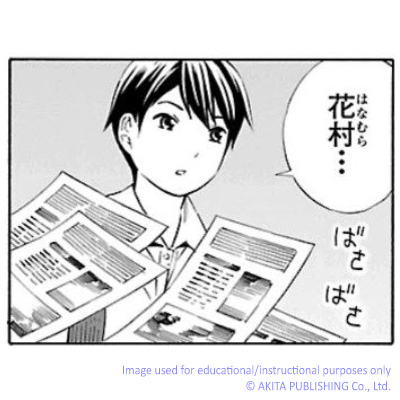 花村…
はなむら
ばさ
ばさ
Image used for educational/instructional purposes only
© AKITA PUBLISHING Co., Ltd.